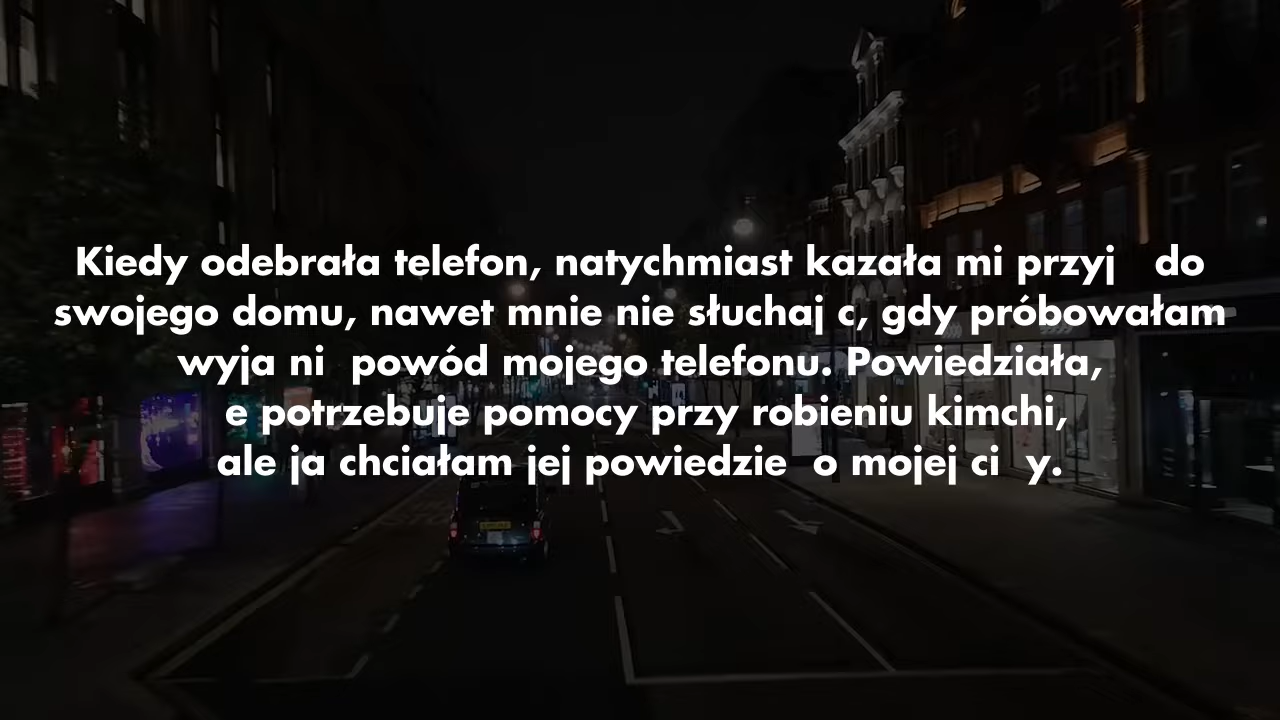 Kiedy odebrała telefon, natychmiast kazała mi przyj   do
swojego domu, nawet mnie nie słuchaj c, gdy próbowałam
wyja ni  powód mojego telefonu. Powiedziała,
e potrzebuje pomocy przy robieniu kimchi,
ale ja chciałam jej powiedzie  o mojej ci  y.